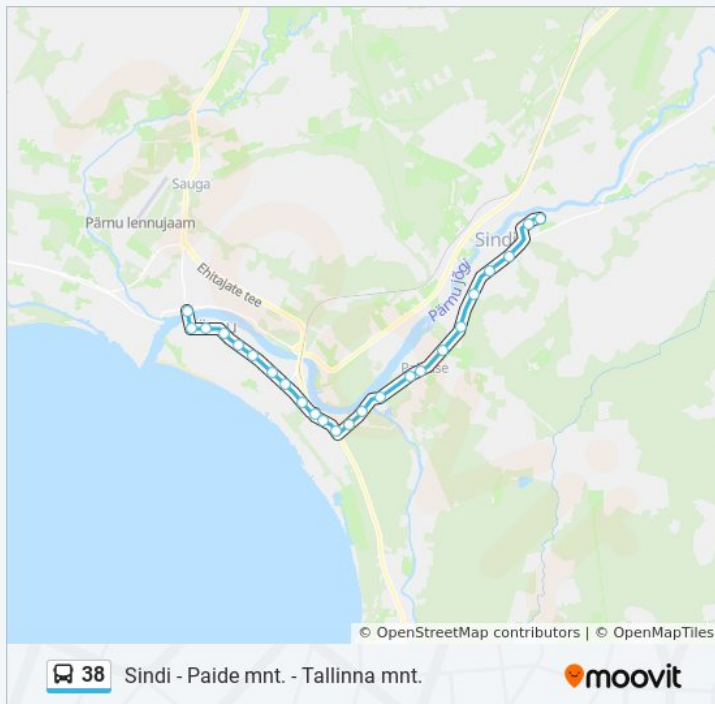 Sauga
Pärnu lennujaam
Ehitajate tee
Sindi
Pärnu jõgi
© OpenStreetMap contributors | © OpenMapTiles
38 Sindi - Paide mnt. - Tallinna mnt.
moovit